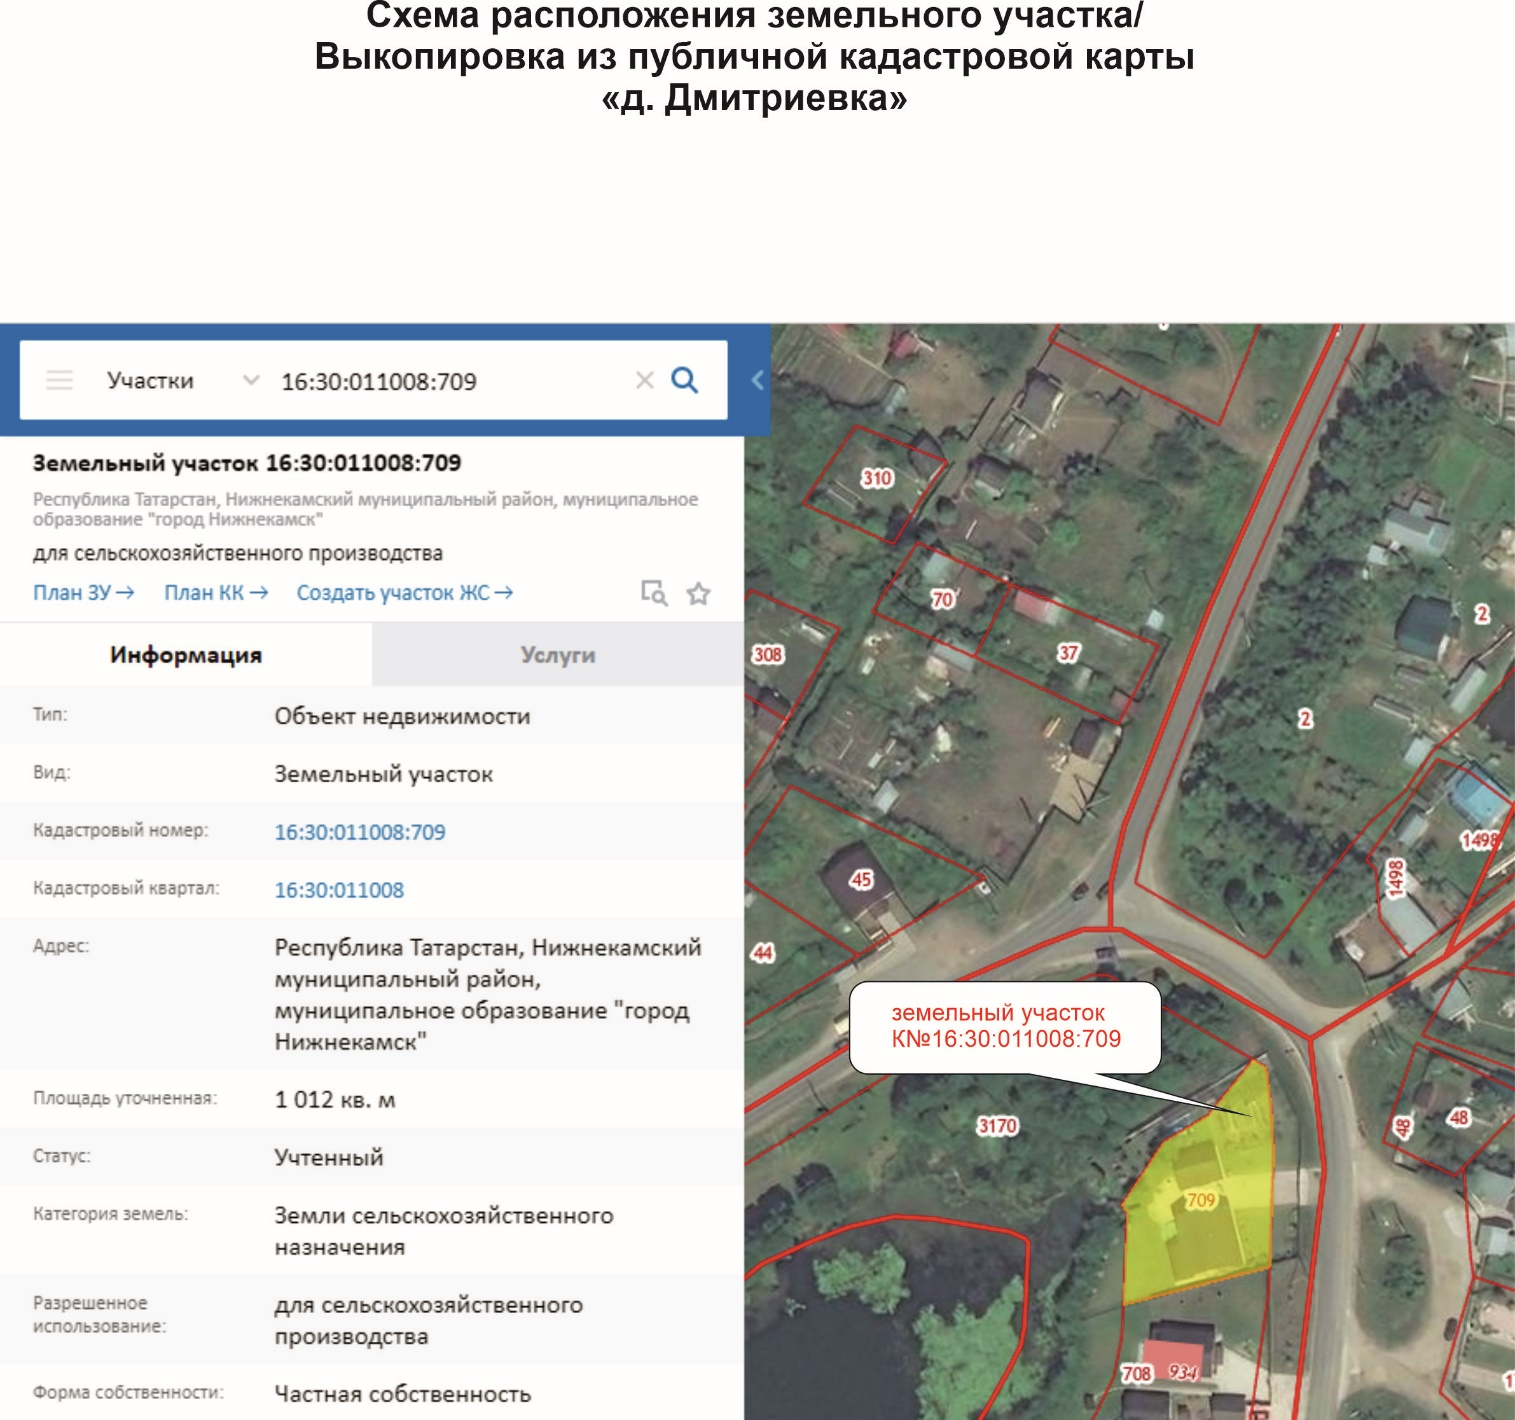 Схема расположения земельного участка/
Выкопировка из публичной кадастровой карты
«д. Дмитриевка»
Участки 16:30:011008:709
Земельный участок 16:30:011008:709
Республика Татарстан, Нижнекамский муниципальный район, муниципальное
образование "город Нижнекамск"
для сельскохозяйственного производства
План ЗУ → План КК → Создать участок ЖС →
Информация Услуги
Тип: Объект недвижимости
Вид: Земельный участок
Кадастровый номер: 16:30:011008:709
Кадастровый квартал: 16:30:011008
Адрес: Республика Татарстан, Нижнекамский
муниципальный район,
муниципальное образование "город
Нижнекамск"
Площадь уточненная: 1 012 кв. м
Статус: Учтенный
Категория земель: Земли сельскохозяйственного
назначения
Разрешенное
использование:
для сельскохозяйственного
производства
Форма собственности: Частная собственность
310
70
37
308
2
2
1498
1498
45
44
земельный участок
К№16:30:011008:709
3170
48
48
709
708
934